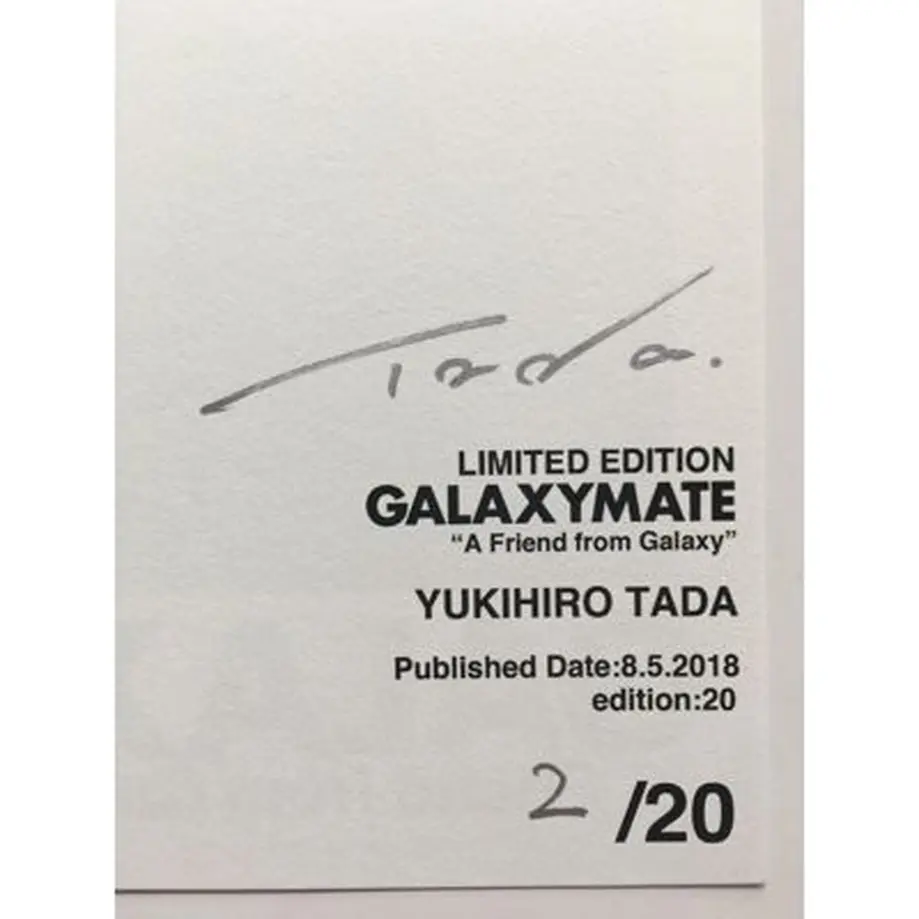 Tada.
LIMITED EDITION
GALAXYMATE
“A Friend from Galaxy”
YUKIHIRO TADA
Published Date:8.5.2018
edition:20
2 /20